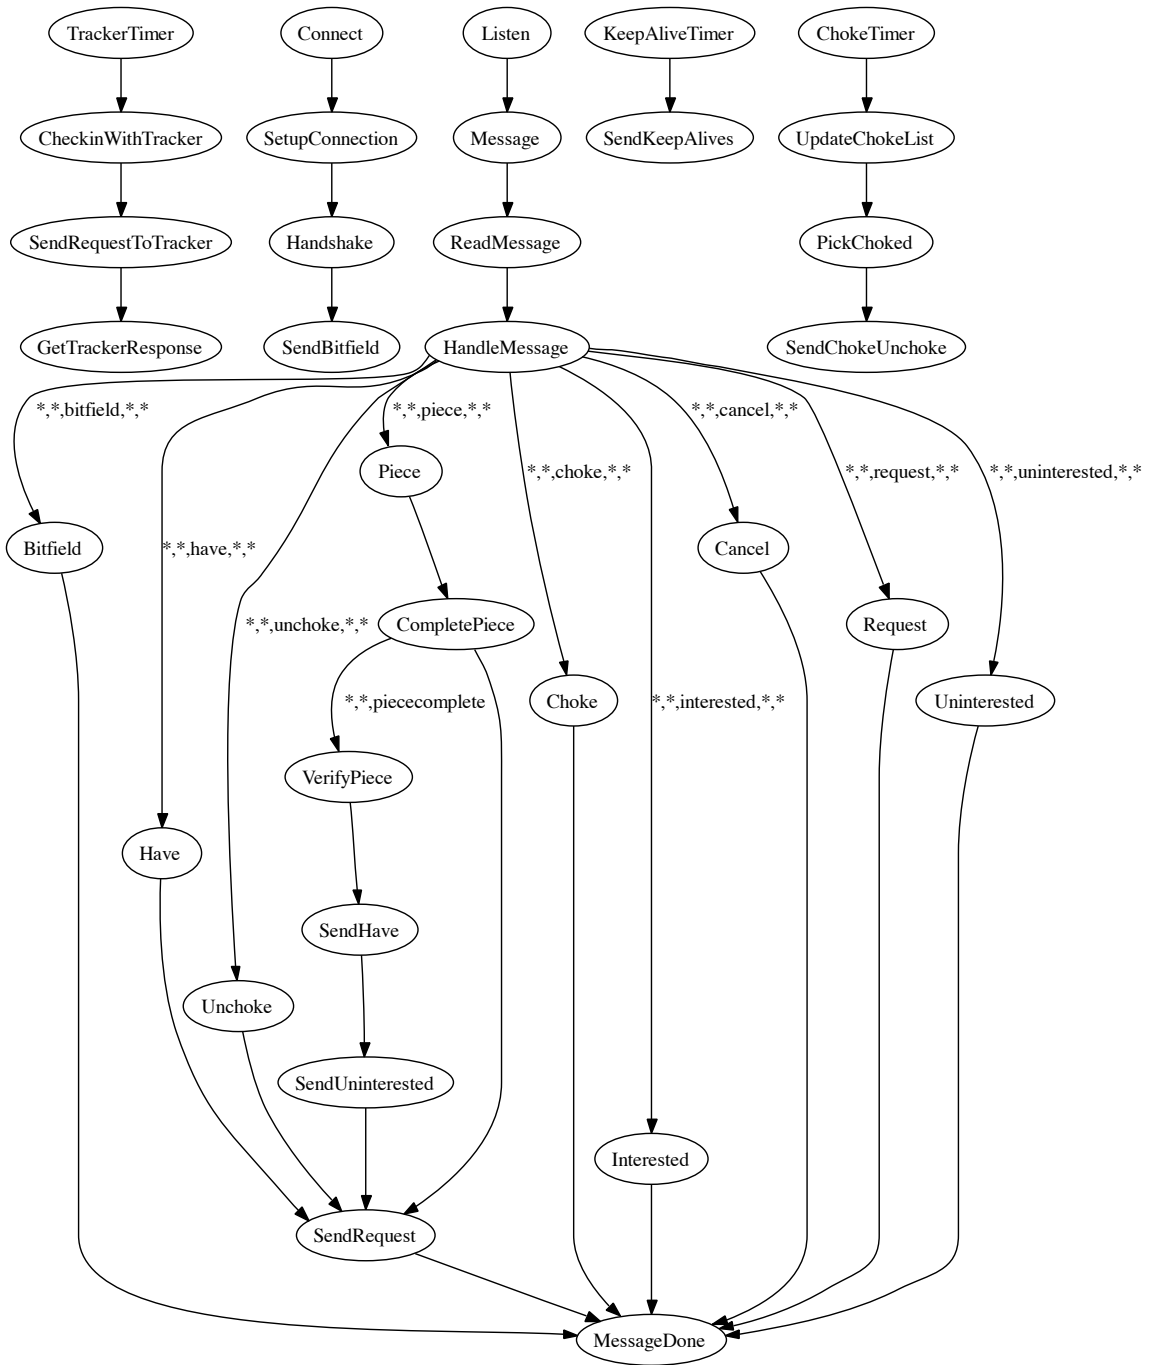 TrackerTimer
Connect
Listen
KeepAliveTimer
ChokeTimer
CheckinWithTracker
SetupConnection
Message
SendKeepAlives
UpdateChokeList
SendRequestToTracker
Handshake
ReadMessage
PickChoked
GetTrackerResponse
SendBitfield
HandleMessage
SendChokeUnchoke
*,*,bitfield,*,*
*,*,piece,*,*
*,*,cancel,*,*
Piece
*,*,choke,*,*
*,*,request,*,*
*,*,uninterested,*,*
Bitfield
*,*,have,*,*
Cancel
*,*,unchoke,*,*
CompletePiece
Request
*,*,piececomplete
Choke
*,*,interested,*,*
Uninterested
VerifyPiece
Have
SendHave
Unchoke
SendUninterested
Interested
SendRequest
MessageDone